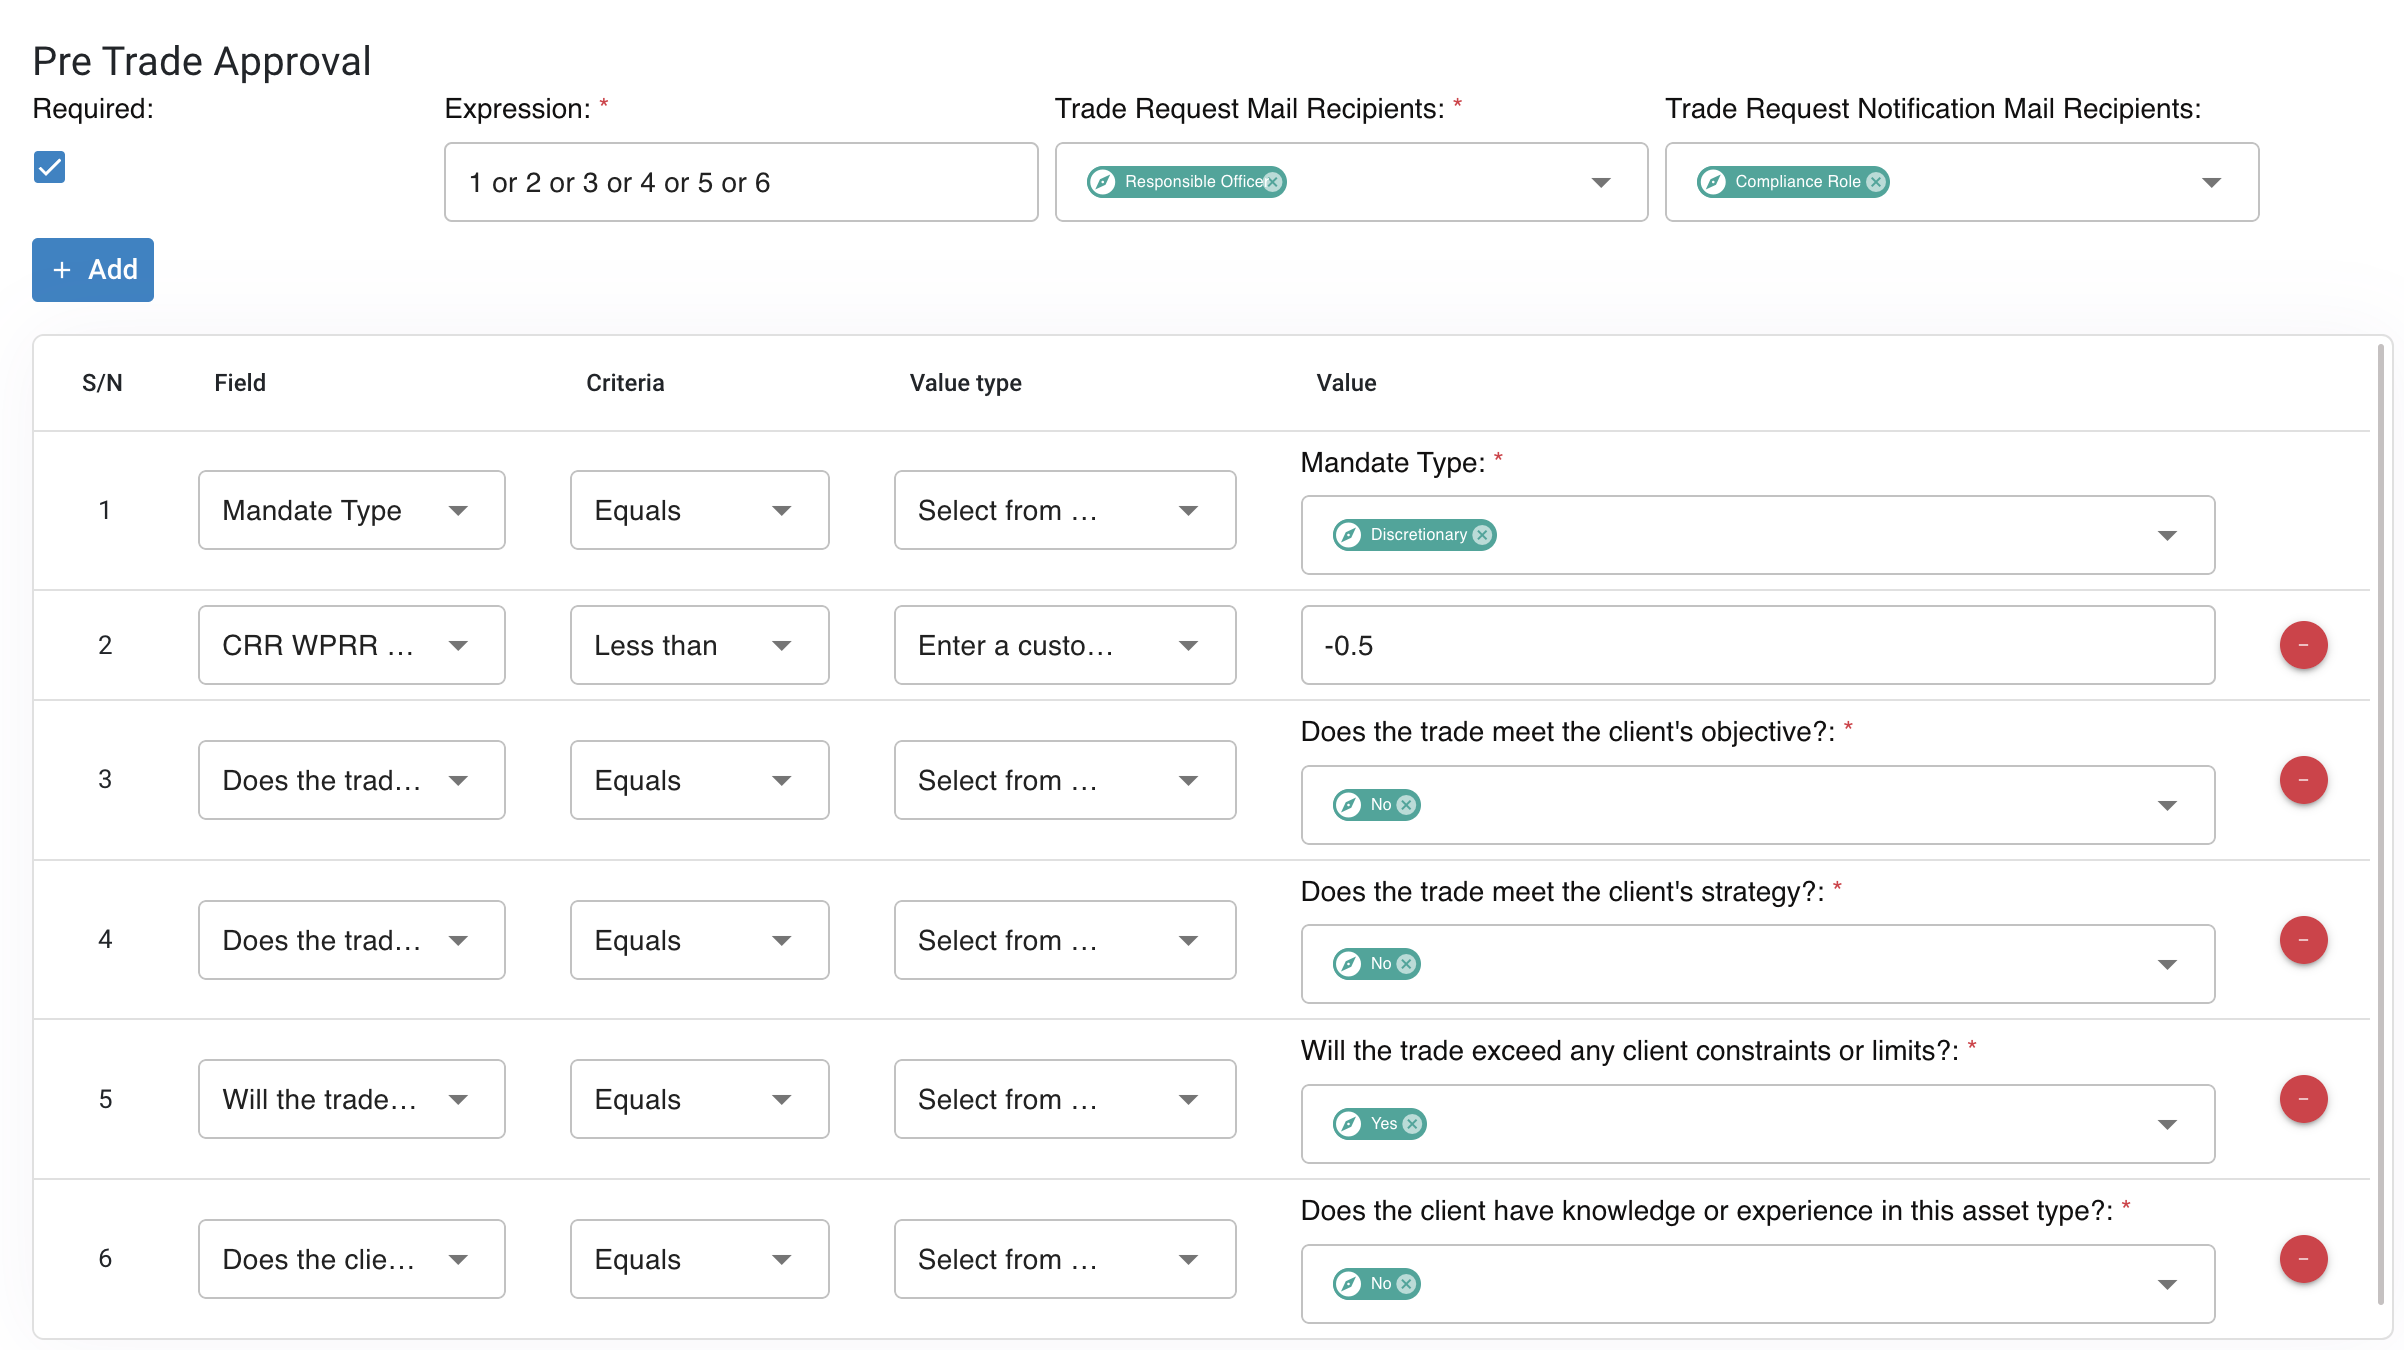 Pre Trade Approval
Required:
Expression: *
Trade Request Mail Recipients: *
Trade Request Notification Mail Recipients:
1 or 2 or 3 or 4 or 5 or 6
Responsible Officer
Compliance Role
+ Add
S/N Field Criteria Value type Value
Mandate Type: *
1 Mandate Type Equals Select from ... Discretionary
2 CRR WPRR ... Less than Enter a custo... -0.5
Does the trade meet the client's objective?: *
3 Does the trad... Equals Select from ... No
Does the trade meet the client's strategy?: *
4 Does the trad... Equals Select from ... No
Will the trade exceed any client constraints or limits?: *
5 Will the trade... Equals Select from ... Yes
Does the client have knowledge or experience in this asset type?: *
6 Does the clie... Equals Select from ... No